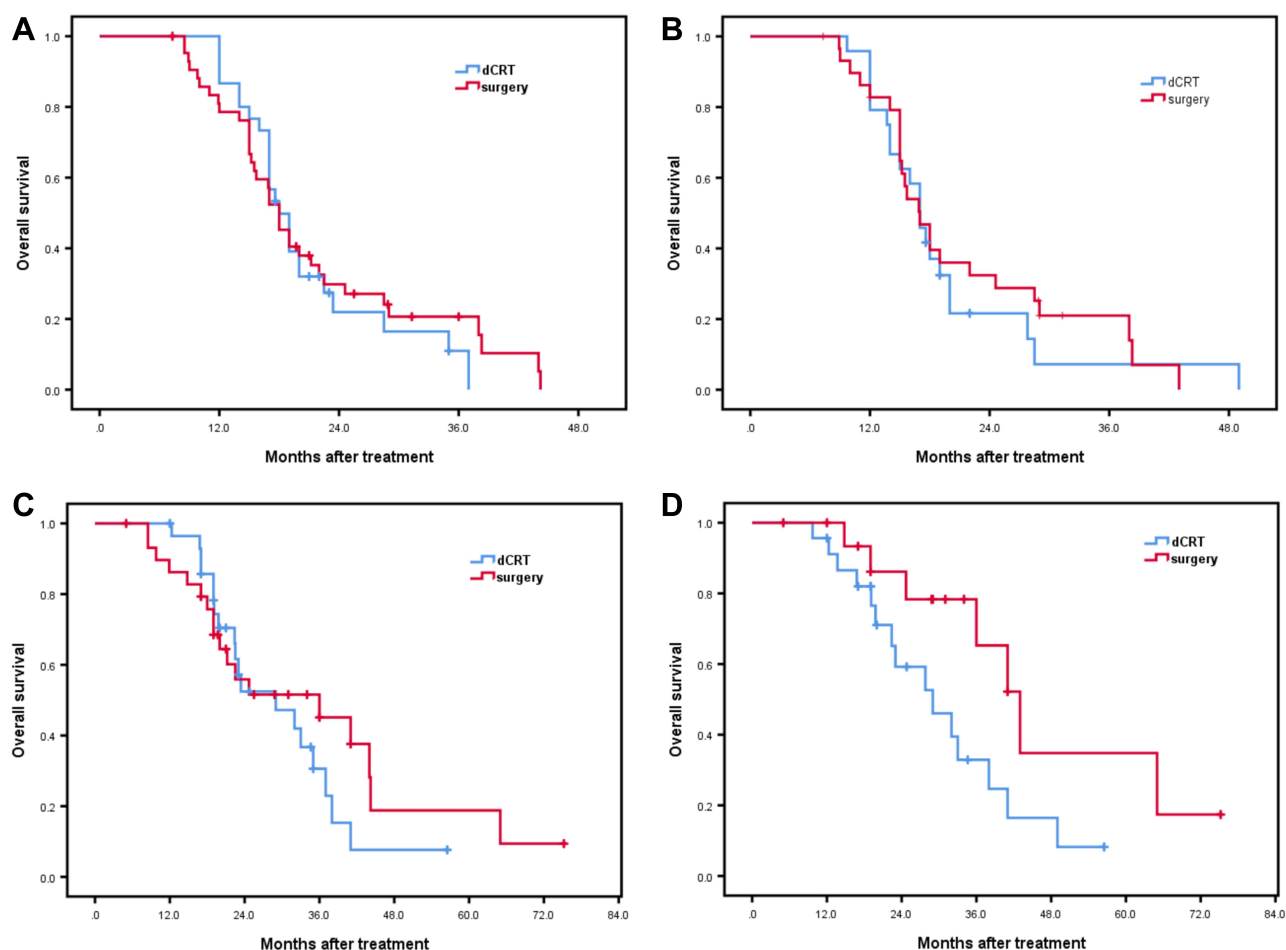 A
1.0
0.8
0.6
0.4
0.2
0.0
Overall survival
dCRT
surgery
.0 12.0 24.0 36.0 48.0
Months after treatment
B
1.0
0.8
0.6
0.4
0.2
0.0
Overall survival
dCRT
surgery
.0 12.0 24.0 36.0 48.0
Months after treatment
C
1.0
0.8
0.6
0.4
0.2
0.0
Overall survival
dCRT
surgery
.0 12.0 24.0 36.0 48.0 60.0 72.0 84.0
Months after treatment
D
1.0
0.8
0.6
0.4
0.2
0.0
Overall survival
dCRT
surgery
.0 12.0 24.0 36.0 48.0 60.0 72.0 84.0
Months after treatment